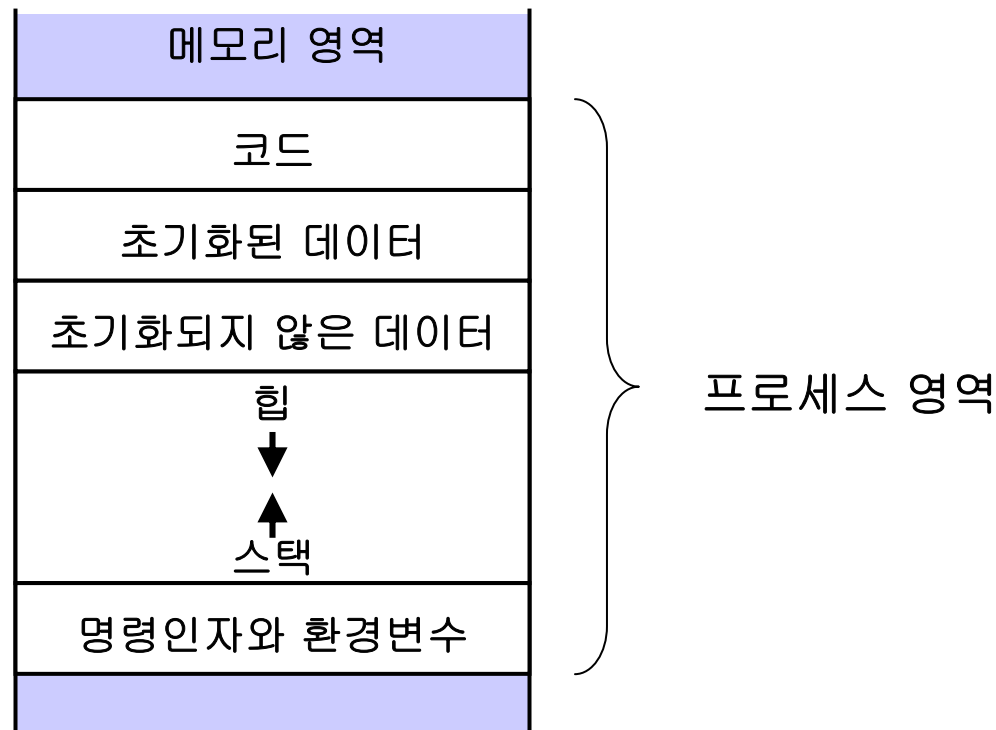 메모리 영역
코드
초기화된 데이터
초기화되지 않은 데이터
힙
스택
명령인자와 환경변수
프로세스 영역